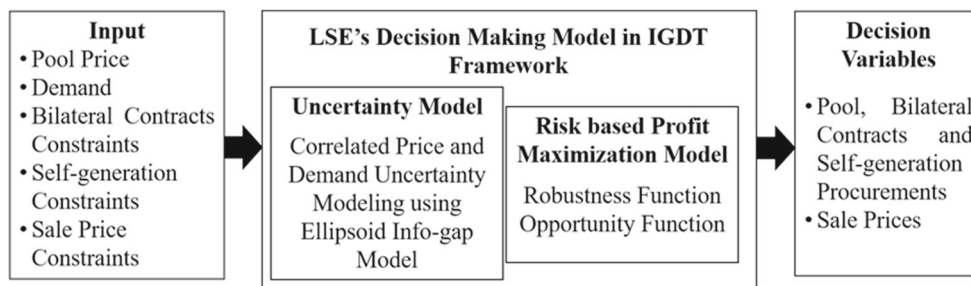 Input
• Pool Price
• Demand
• Bilateral Contracts
Constraints
• Self-generation
Constraints
• Sale Price
Constraints
LSE's Decision Making Model in IGDT
Framework
Uncertainty Model
Correlated Price and
Demand Uncertainty
Modeling using
Ellipsoid Info-gap
Model
Risk based Profit
Maximization Model
Robustness Function
Opportunity Function
Decision
Variables
• Pool, Bilateral
Contracts and
Self-generation
Procurements
• Sale Prices